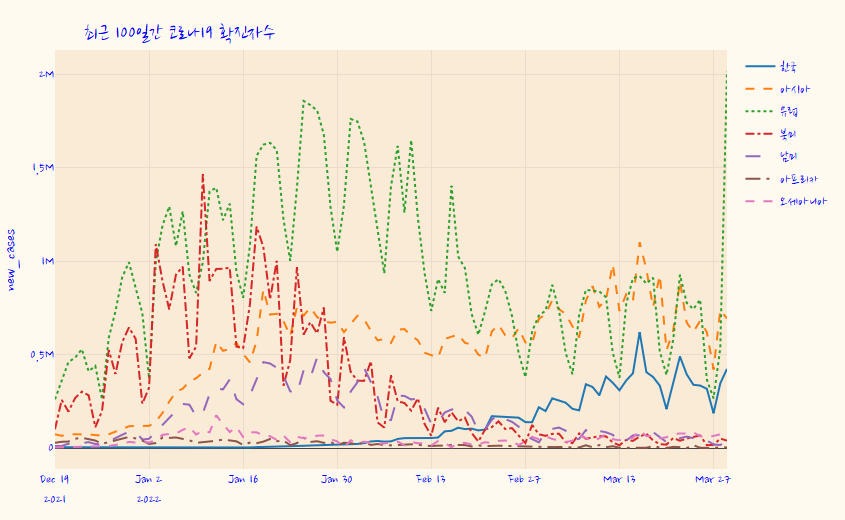 최근 100일간 코로나19 확진자수
2M
1.5M
1M
0.5M
0
new_cases
Dec 19
2021
Jan 2
2022
Jan 16
Jan 30
Feb 13
Feb 27
Mar 13
Mar 27
한국
아시아
유럽
북미
남미
아프리카
오세아니아